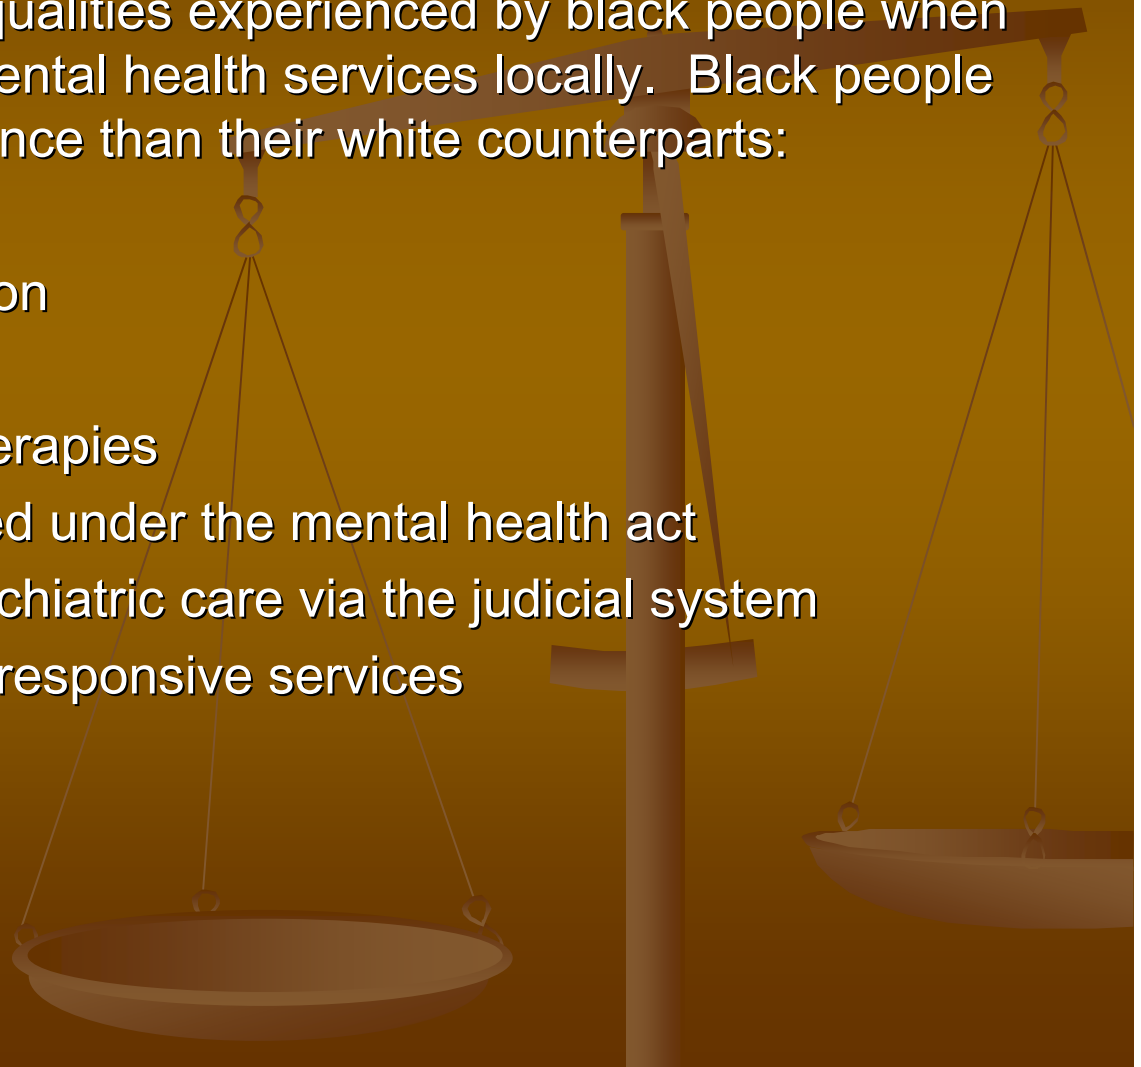 qualities experienced by black people when
ental health services locally.  Black people
nce than their white counterparts:
on
erapies
ed under the mental health act
chiatric care via the judicial system
responsive services